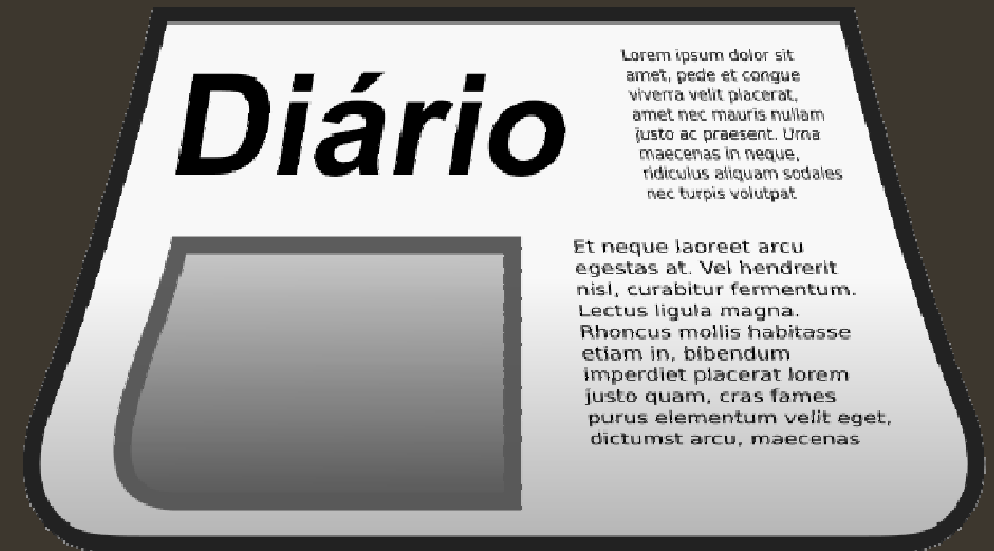 Diário
Lorem ipsum dolor sit
amet, pede et congue
viverra velit placerat,
amet nec mauris nullam
justo ac praesent. Urna
maecenas in neque,
ridiculus aliquam sodales
nec turpis volutpat
Et neque laoreet arcu
egestas at. Vel hendrerit
nisl, curabitur fermentum.
Lectus ligula magna.
Rhoncus mollis habitasse
etiam in, bibendum
imperdiet placerat lorem
justo quam, cras fames
purus elementum velit eget,
dictumst arcu, maecenas